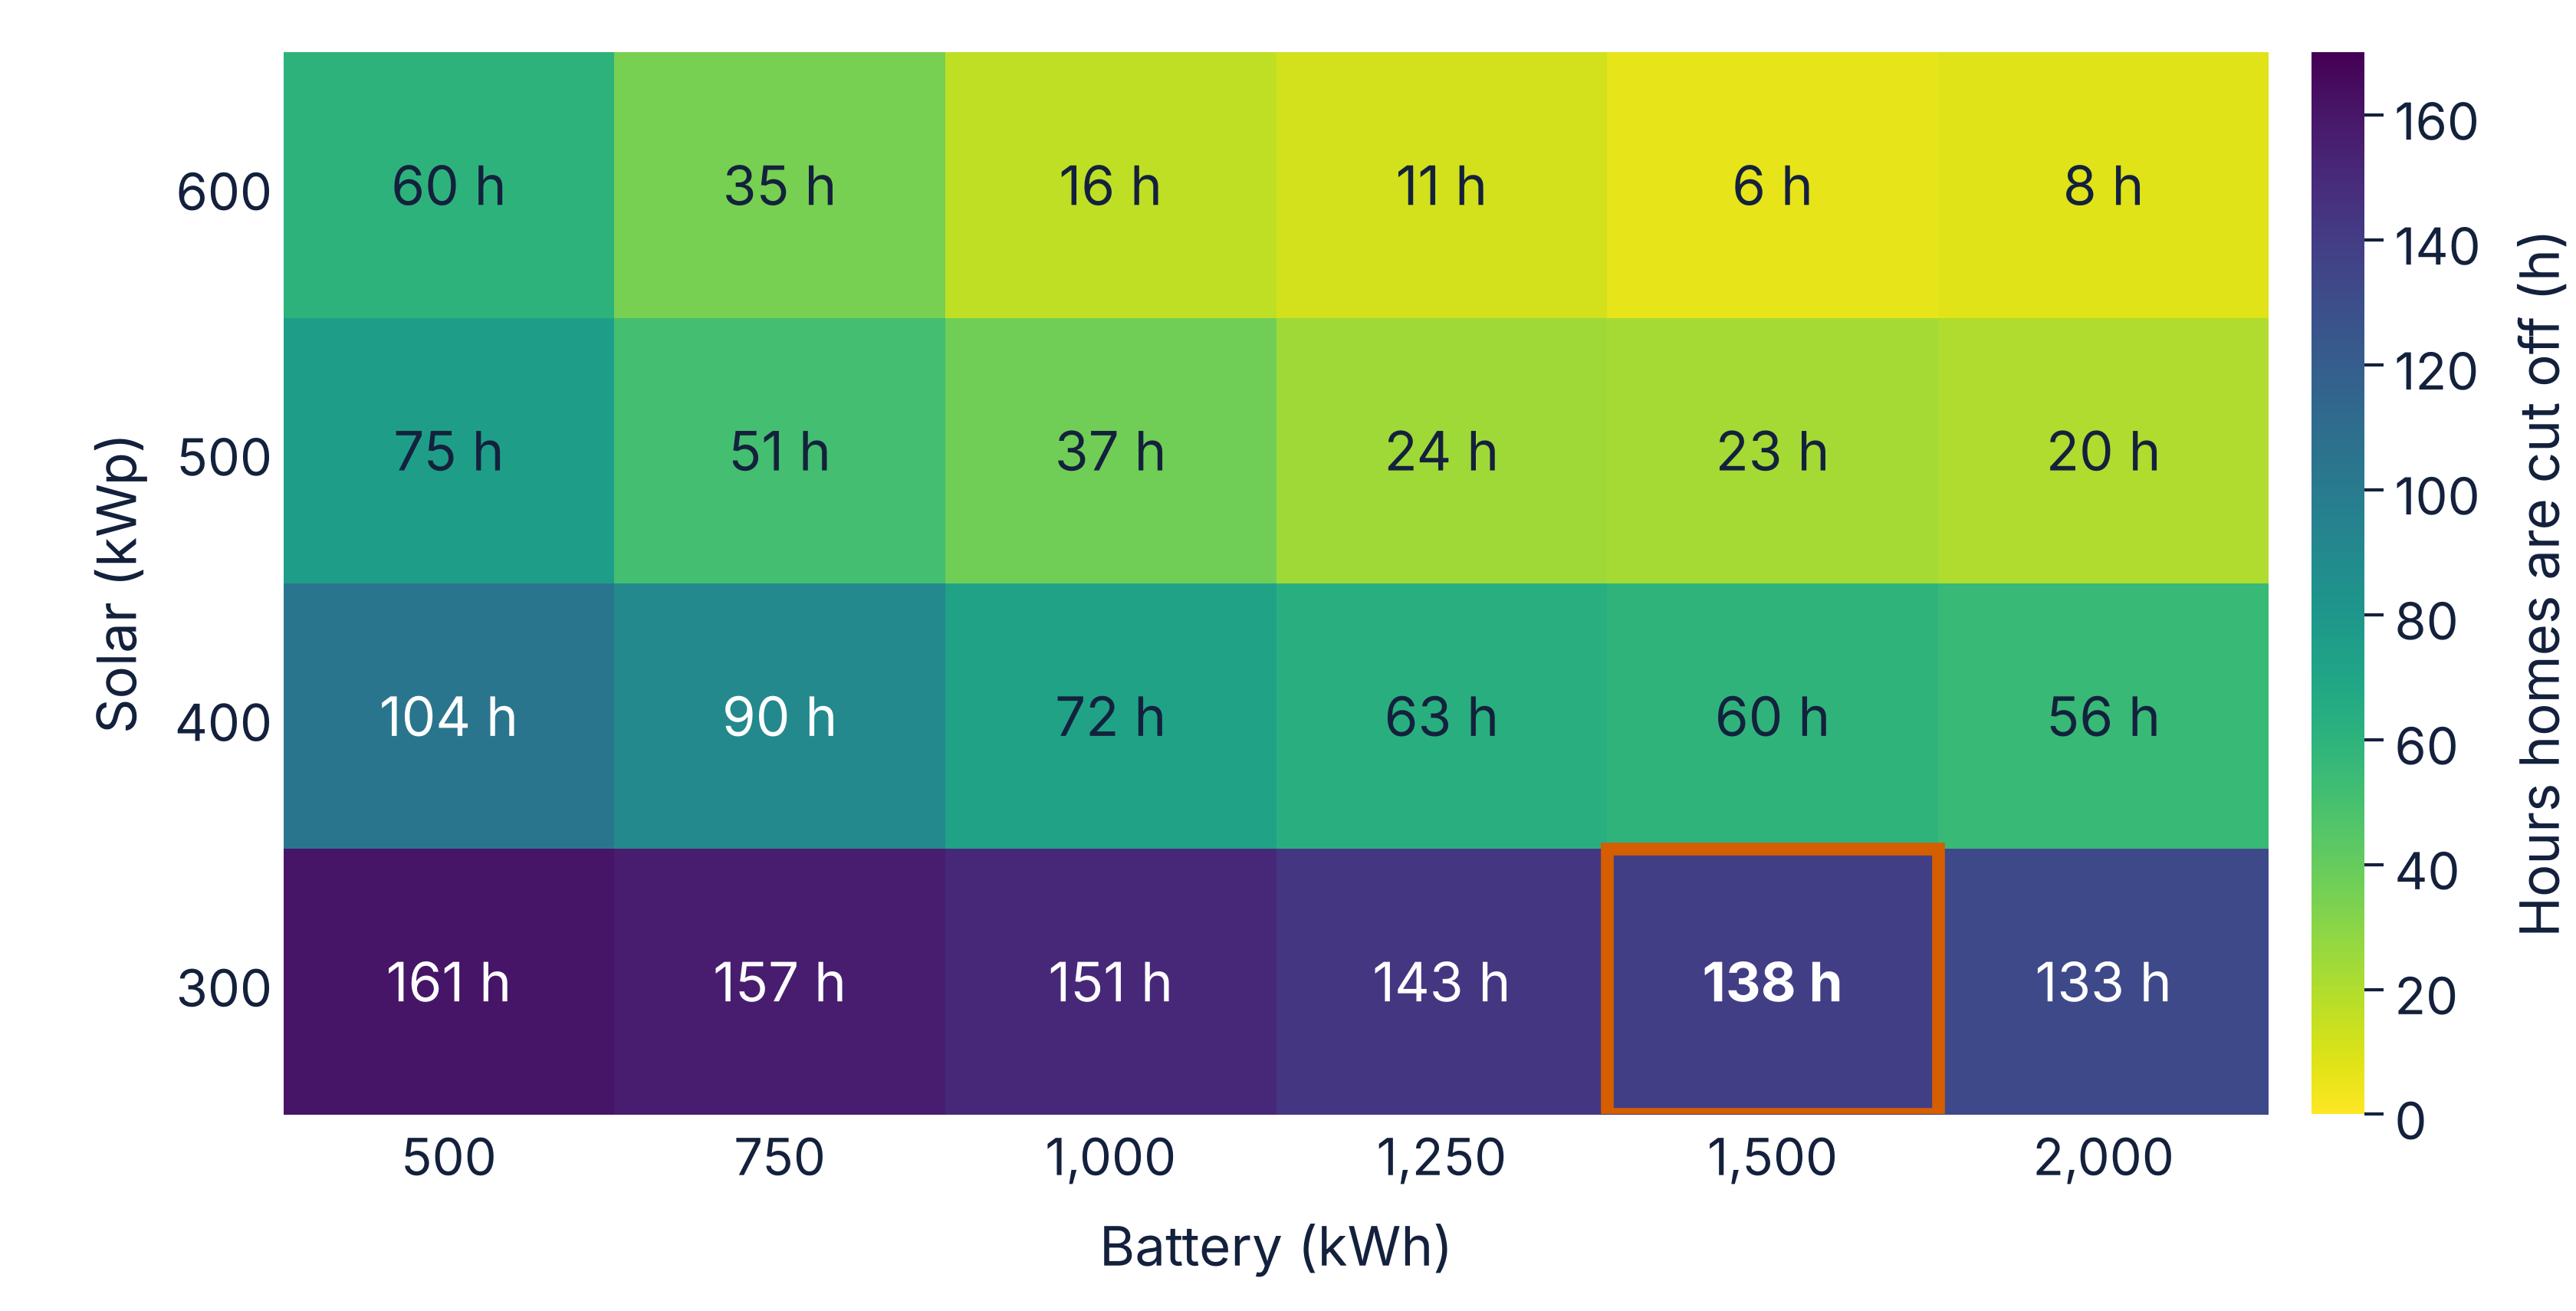 Solar (kWp)
600 60 h 35 h 16 h 11 h 6 h 8 h
500 75 h 51 h 37 h 24 h 23 h 20 h
400 104 h 90 h 72 h 63 h 60 h 56 h
300 161 h 157 h 151 h 143 h 138 h 133 h
500 750 1,000 1,250 1,500 2,000
Battery (kWh)
160
140
120
100
80
60
40
20
0
Hours homes are cut off (h)